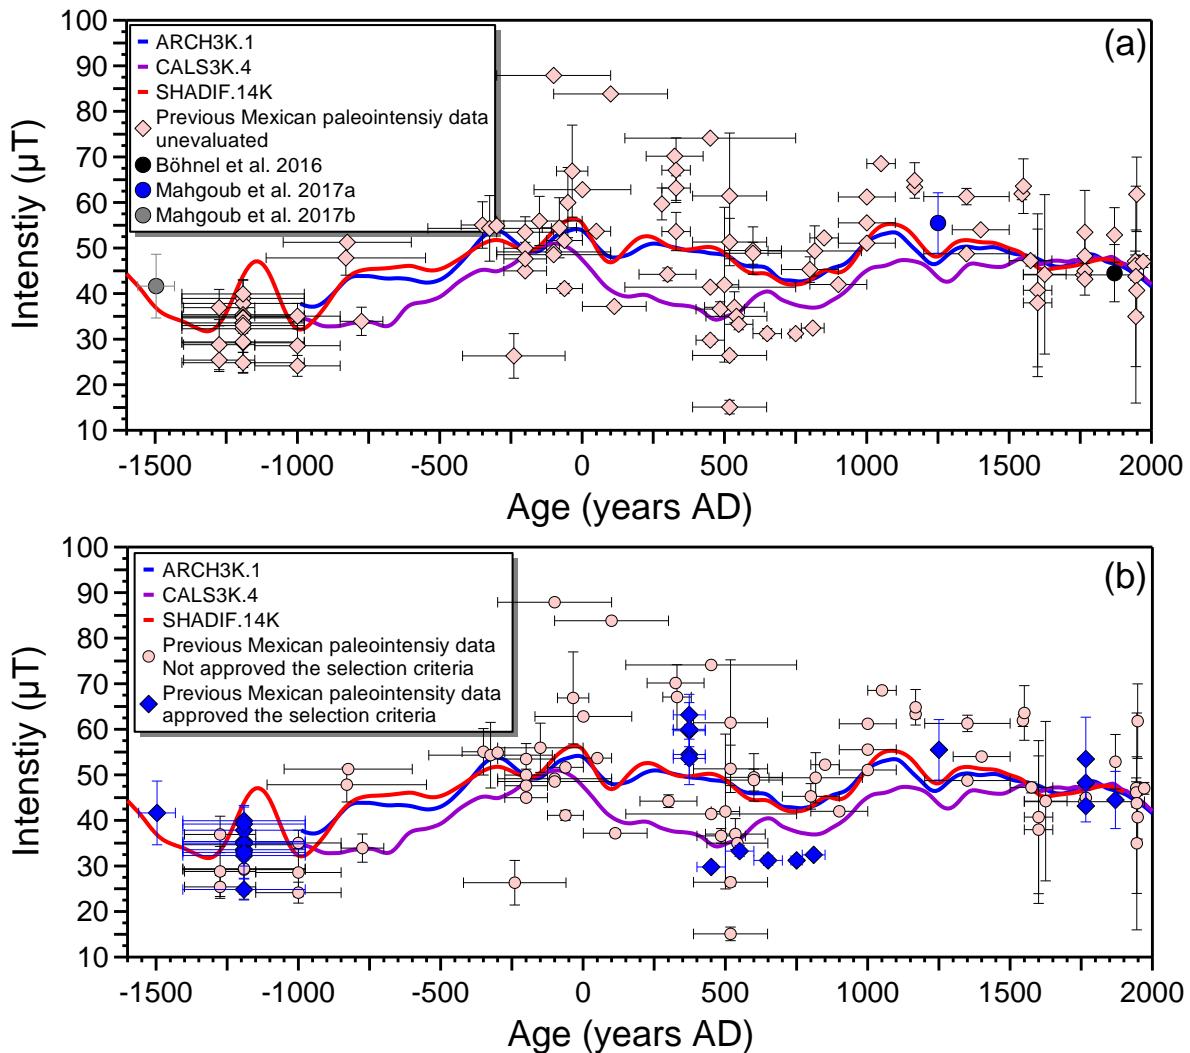 (a)
ARCH3K.1
CALS3K.4
SHADIF.14K
Previous Mexican paleointensiy data
unevaluated
Böhnel et al. 2016
Mahgoub et al. 2017a
Mahgoub et al. 2017b
Intenstiy (µT)
100
90
80
70
60
50
40
30
20
10
-1500 -1000 -500 0 500 1000 1500 2000
Age (years AD)
(b)
ARCH3K.1
CALS3K.4
SHADIF.14K
Previous Mexican paleointensiy data
Not approved the selection criteria
Previous Mexican paleointensity data
approved the selection criteria
Intenstiy (µT)
100
90
80
70
60
50
40
30
20
10
-1500 -1000 -500 0 500 1000 1500 2000
Age (years AD)